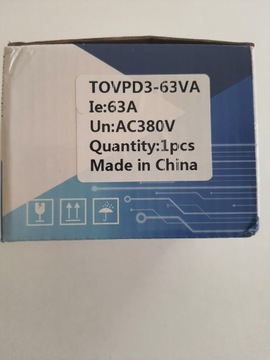 TOVPD3-63VA
Ie:63A
Un:AC380V
Quantity:1pcs
Made in China